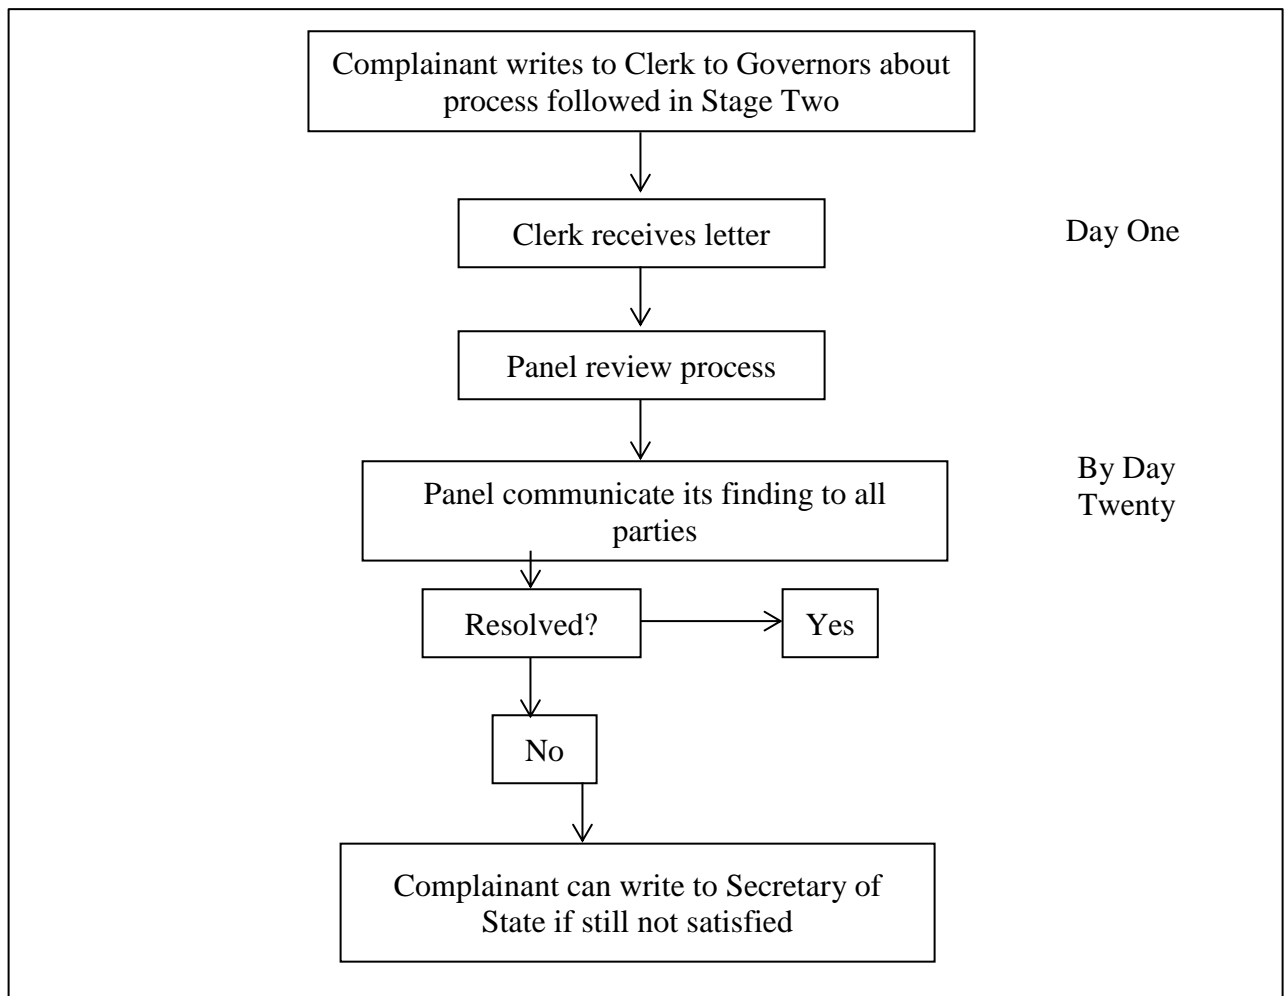 Complainant writes to Clerk to Governors about
process followed in Stage Two
Clerk receives letter
Day One
Panel review process
Panel communicate its finding to all
parties
By Day
Twenty
Resolved?
Yes
No
Complainant can write to Secretary of
State if still not satisfied